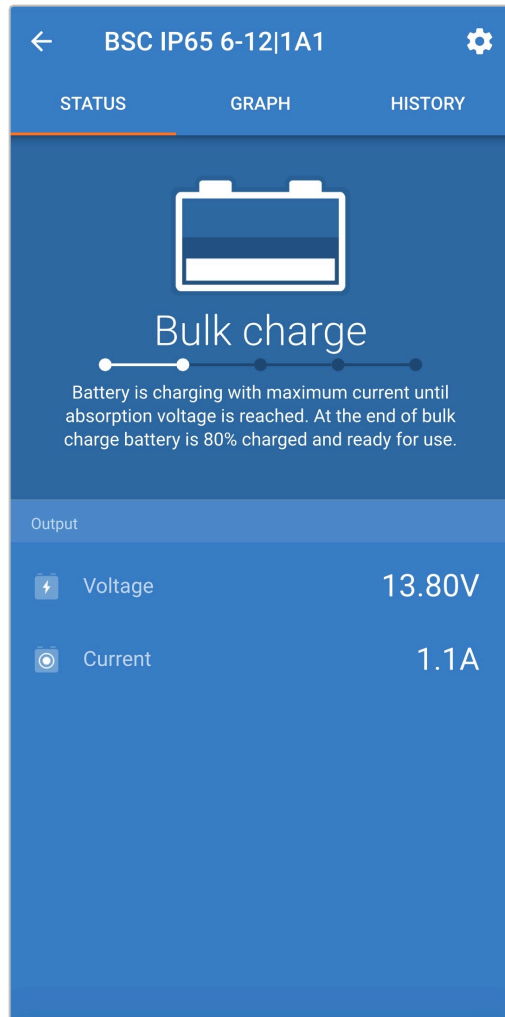 BSC IP65 6-12|1A1
STATUS GRAPH HISTORY
Bulk charge
Battery is charging with maximum current until
absorption voltage is reached. At the end of bulk
charge battery is 80% charged and ready for use.
Output
Voltage 13.80V
Current 1.1A